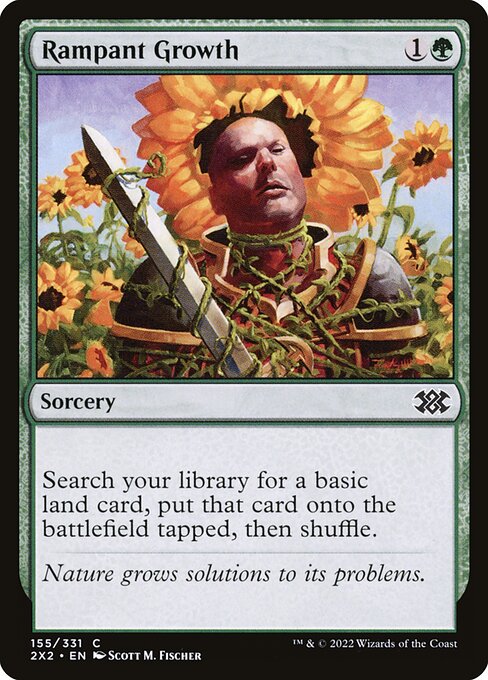 Rampant Growth 1
Sorcery
Search your library for a basic
land card, put that card onto the
battlefield tapped, then shuffle.
Nature grows solutions to its problems.
155/331 C
2X2 • EN Scott M. Fischer
™ & © 2022 Wizards of the Coast